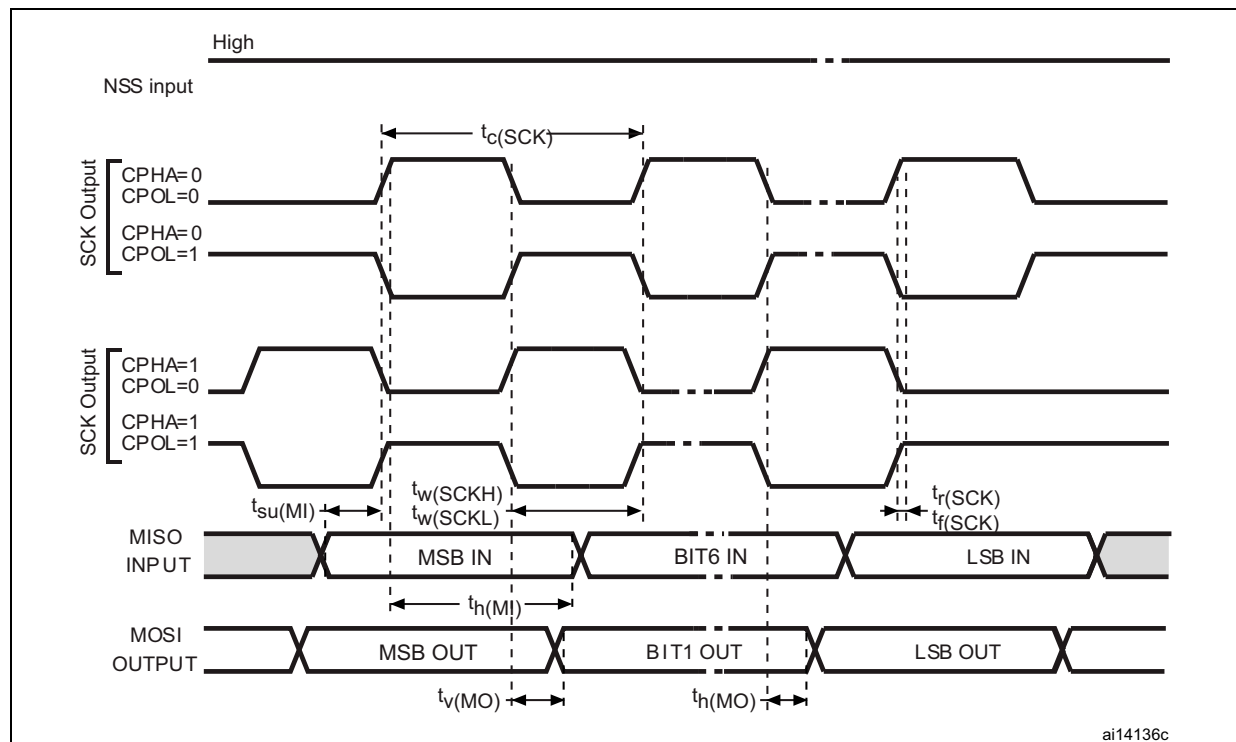 High
NSS input
tc(SCK)
SCK Output
CPHA=0
CPOL=0
CPHA=0
CPOL=1
SCK Output
CPHA=1
CPOL=0
CPHA=1
CPOL=1
tsu(MI)
tw(SCKH)
tw(SCKL)
tr(SCK)
tf(SCK)
MISO
INPUT
MSB IN
BIT6 IN
LSB IN
th(MI)
MOSI
OUTPUT
MSB OUT
BIT1 OUT
LSB OUT
tv(MO)
th(MO)
ai14136c